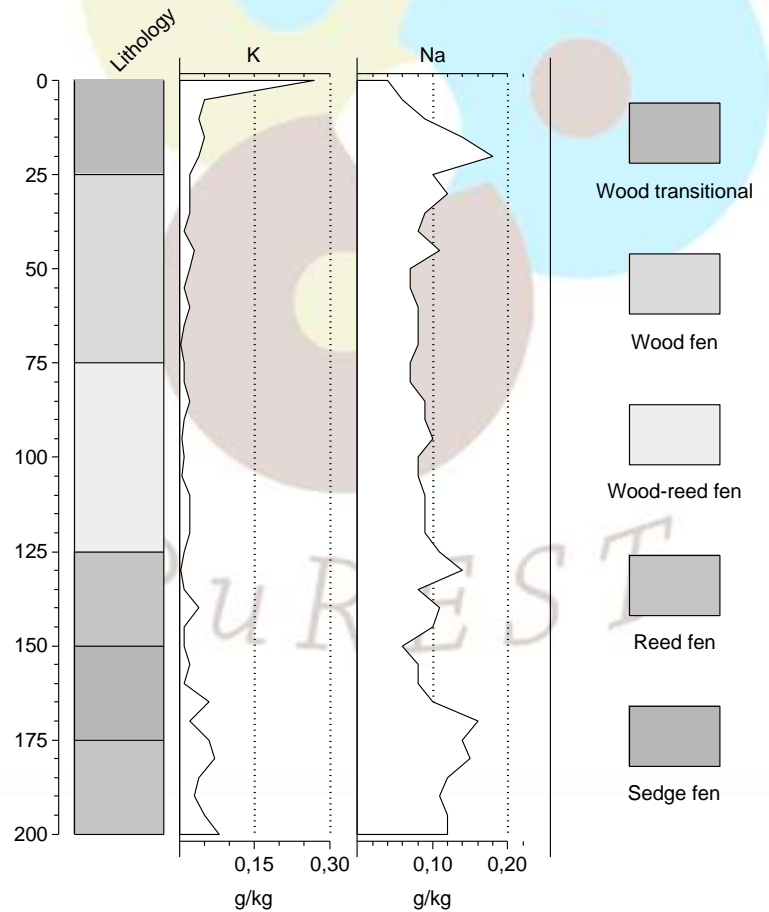 Lithology
K
Na
0
25
50
75
100
125
150
175
200
0,15
0,30
g/kg
0,10
0,20
g/kg
Wood transitional
Wood fen
Wood-reed fen
Reed fen
Sedge fen
PuREST